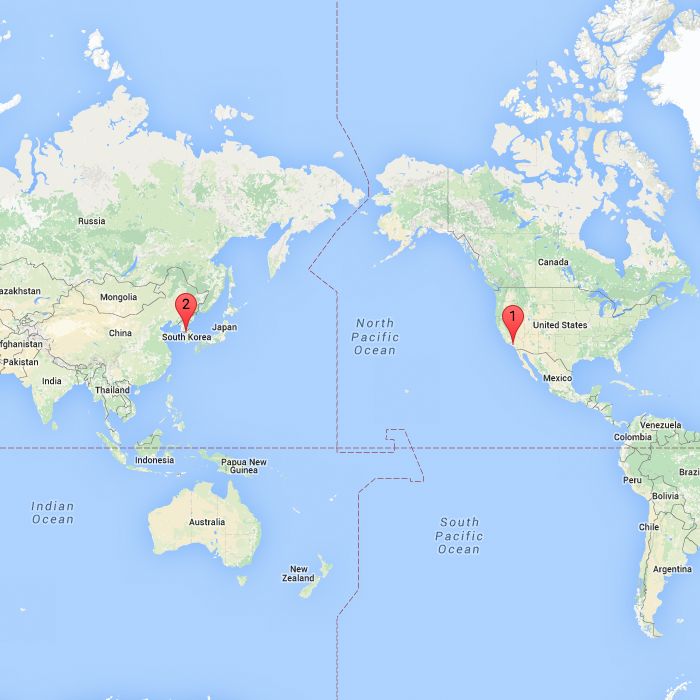 Russia
Canada
azakhstan
Mongolia
2
1
North
Pacific
Ocean
China
South Korea
Japan
United States
fghanistan
Pakistan
India
Thailand
Mexico
Venezuela
Colombia
Indonesia
Papua New
Guinea
Peru
Brazi
Bolivia
Indian
Ocean
Australia
South
Pacific
Ocean
Chile
New
Zealand
Argentina